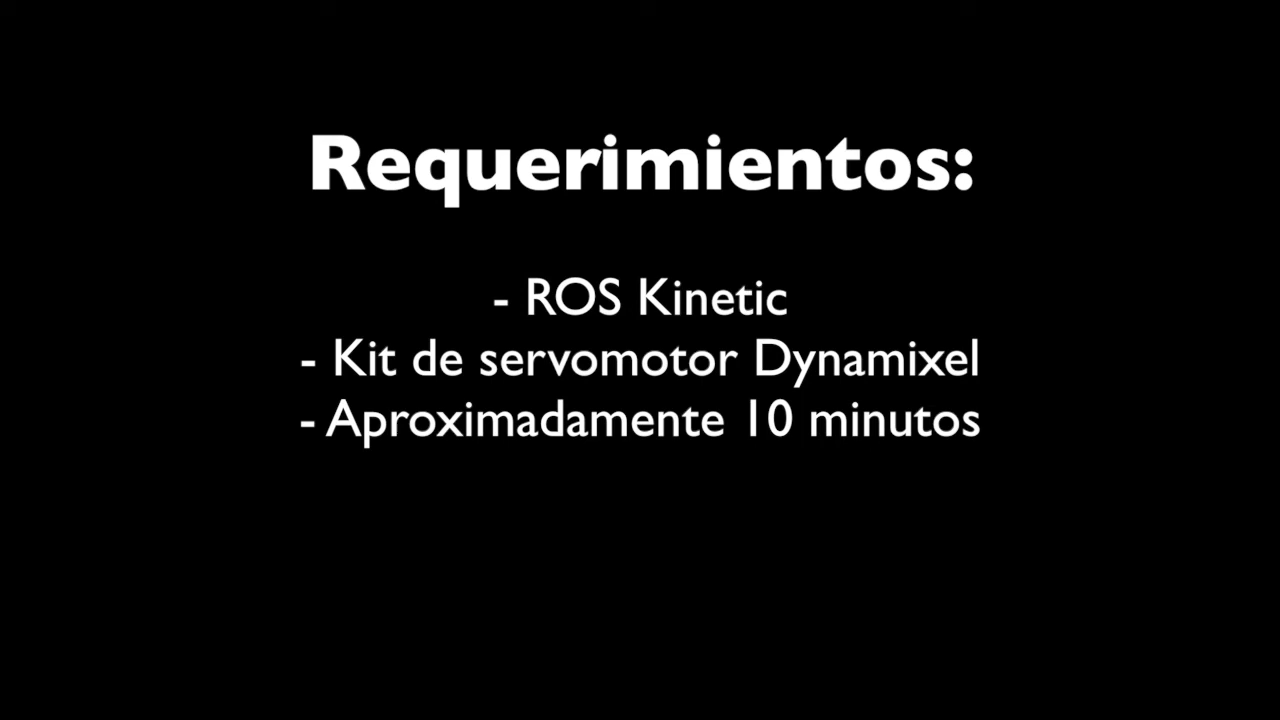 Requerimientos:
- ROS Kinetic
- Kit de servomotor Dynamixel
- Aproximadamente 10 minutos